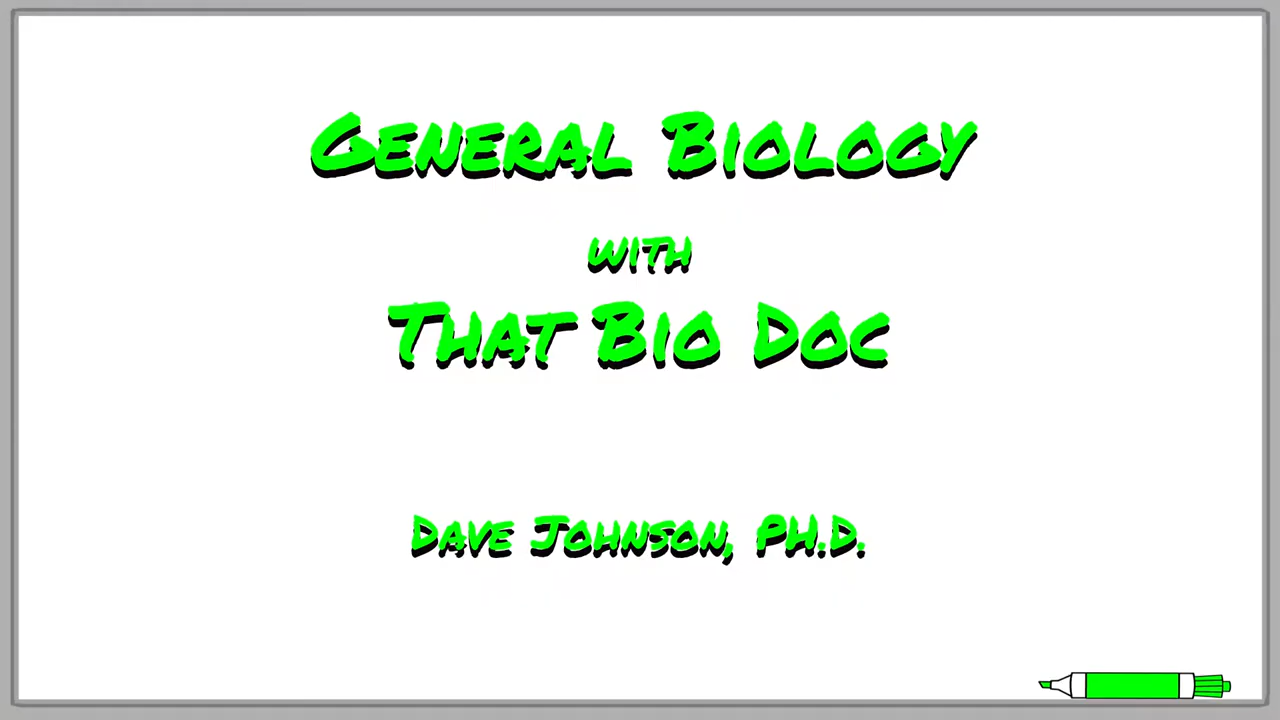 General Biology
with
That Bio Doc
Dave Johnson, PH.D.